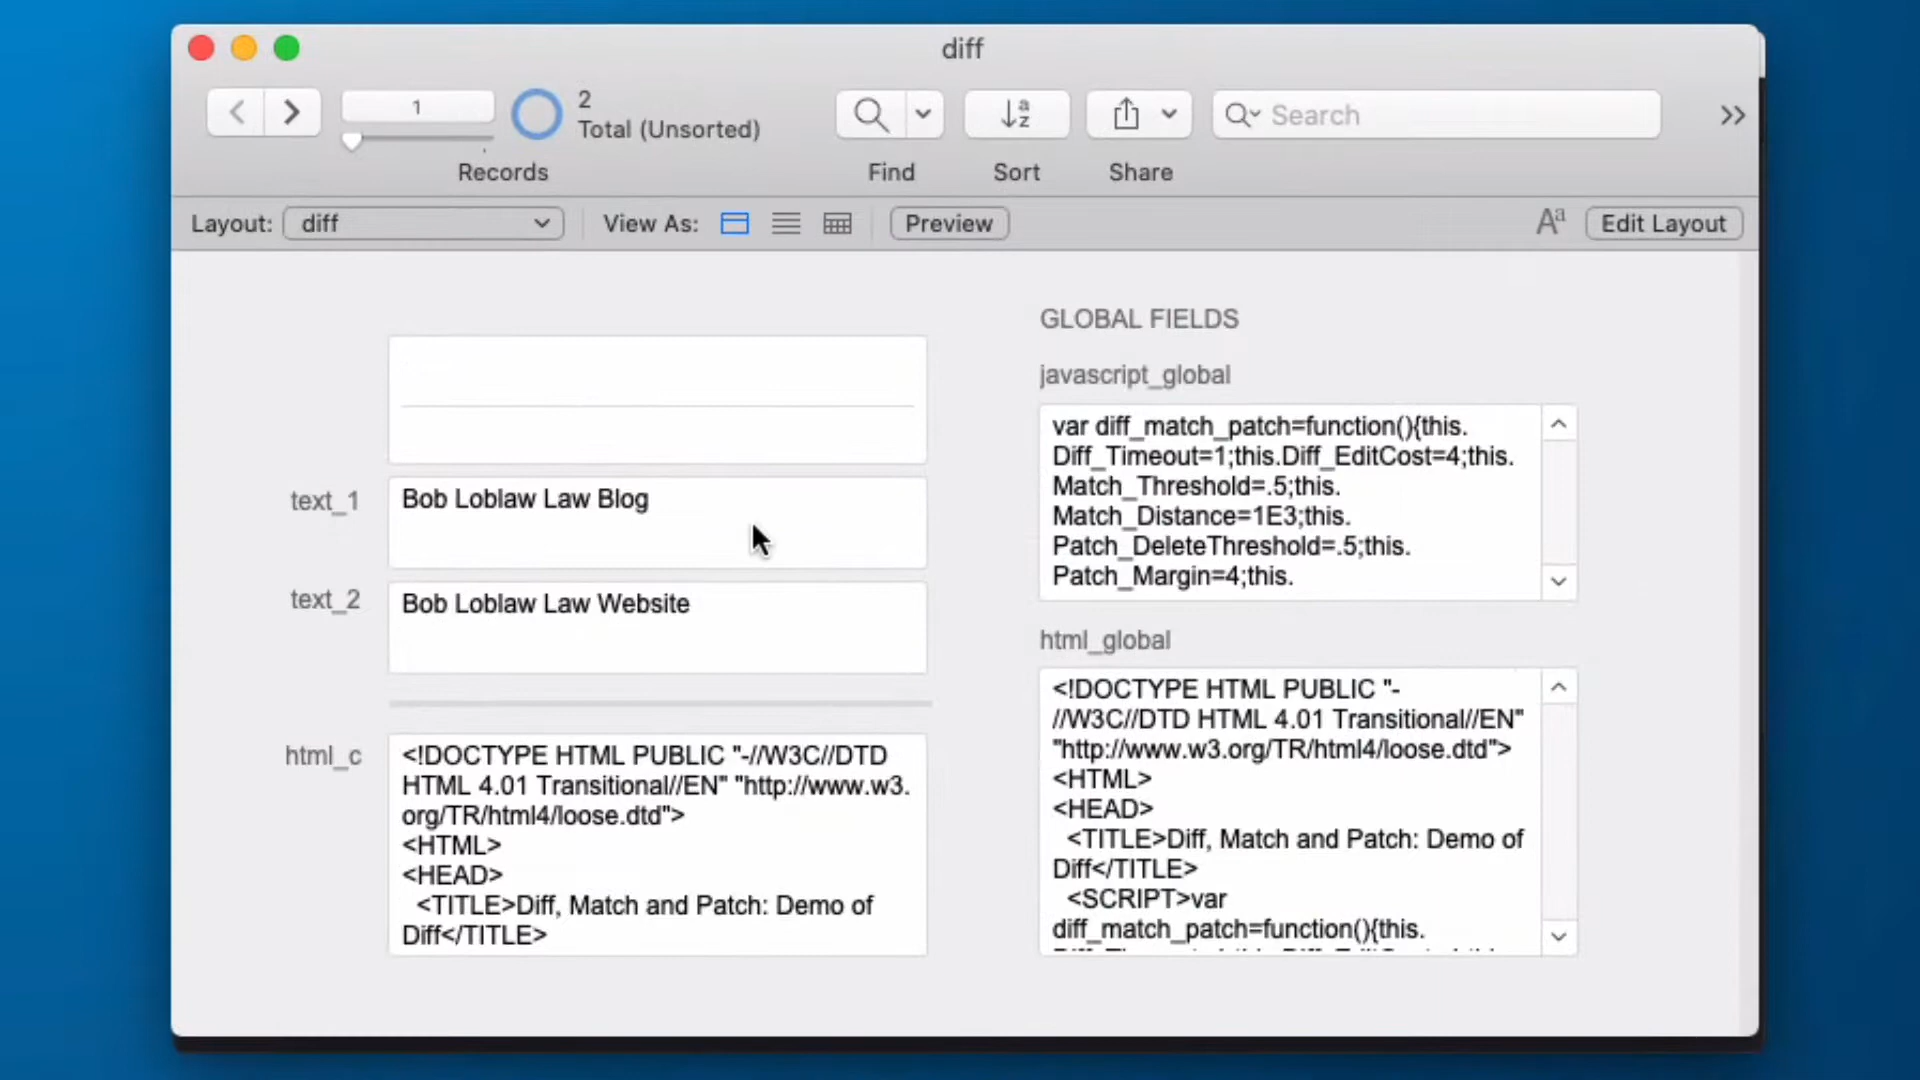 diff
1
2
Total (Unsorted)
Search
Records
Find
Sort
Share
Layout:
diff
View As:
Preview
Aa
Edit Layout
text_1
Bob Loblaw Law Blog
text_2
Bob Loblaw Law Website
html_c
<!DOCTYPE HTML PUBLIC "-//W3C//DTD
HTML 4.01 Transitional//EN" "http://www.w3.
org/TR/html4/loose.dtd">
<HTML>
<HEAD>
<TITLE>Diff, Match and Patch: Demo of
Diff</TITLE>
GLOBAL FIELDS
javascript_global
var diff_match_patch=function(){this.
Diff_Timeout=1;this.Diff_EditCost=4;this.
Match_Threshold=.5;this.
Match_Distance=1E3;this.
Patch_DeleteThreshold=.5;this.
Patch_Margin=4;this.
html_global
<!DOCTYPE HTML PUBLIC "-
//W3C//DTD HTML 4.01 Transitional//EN"
"http://www.w3.org/TR/html4/loose.dtd">
<HTML>
<HEAD>
<TITLE>Diff, Match and Patch: Demo of
Diff</TITLE>
<SCRIPT>var
diff_match_patch=function(){this.